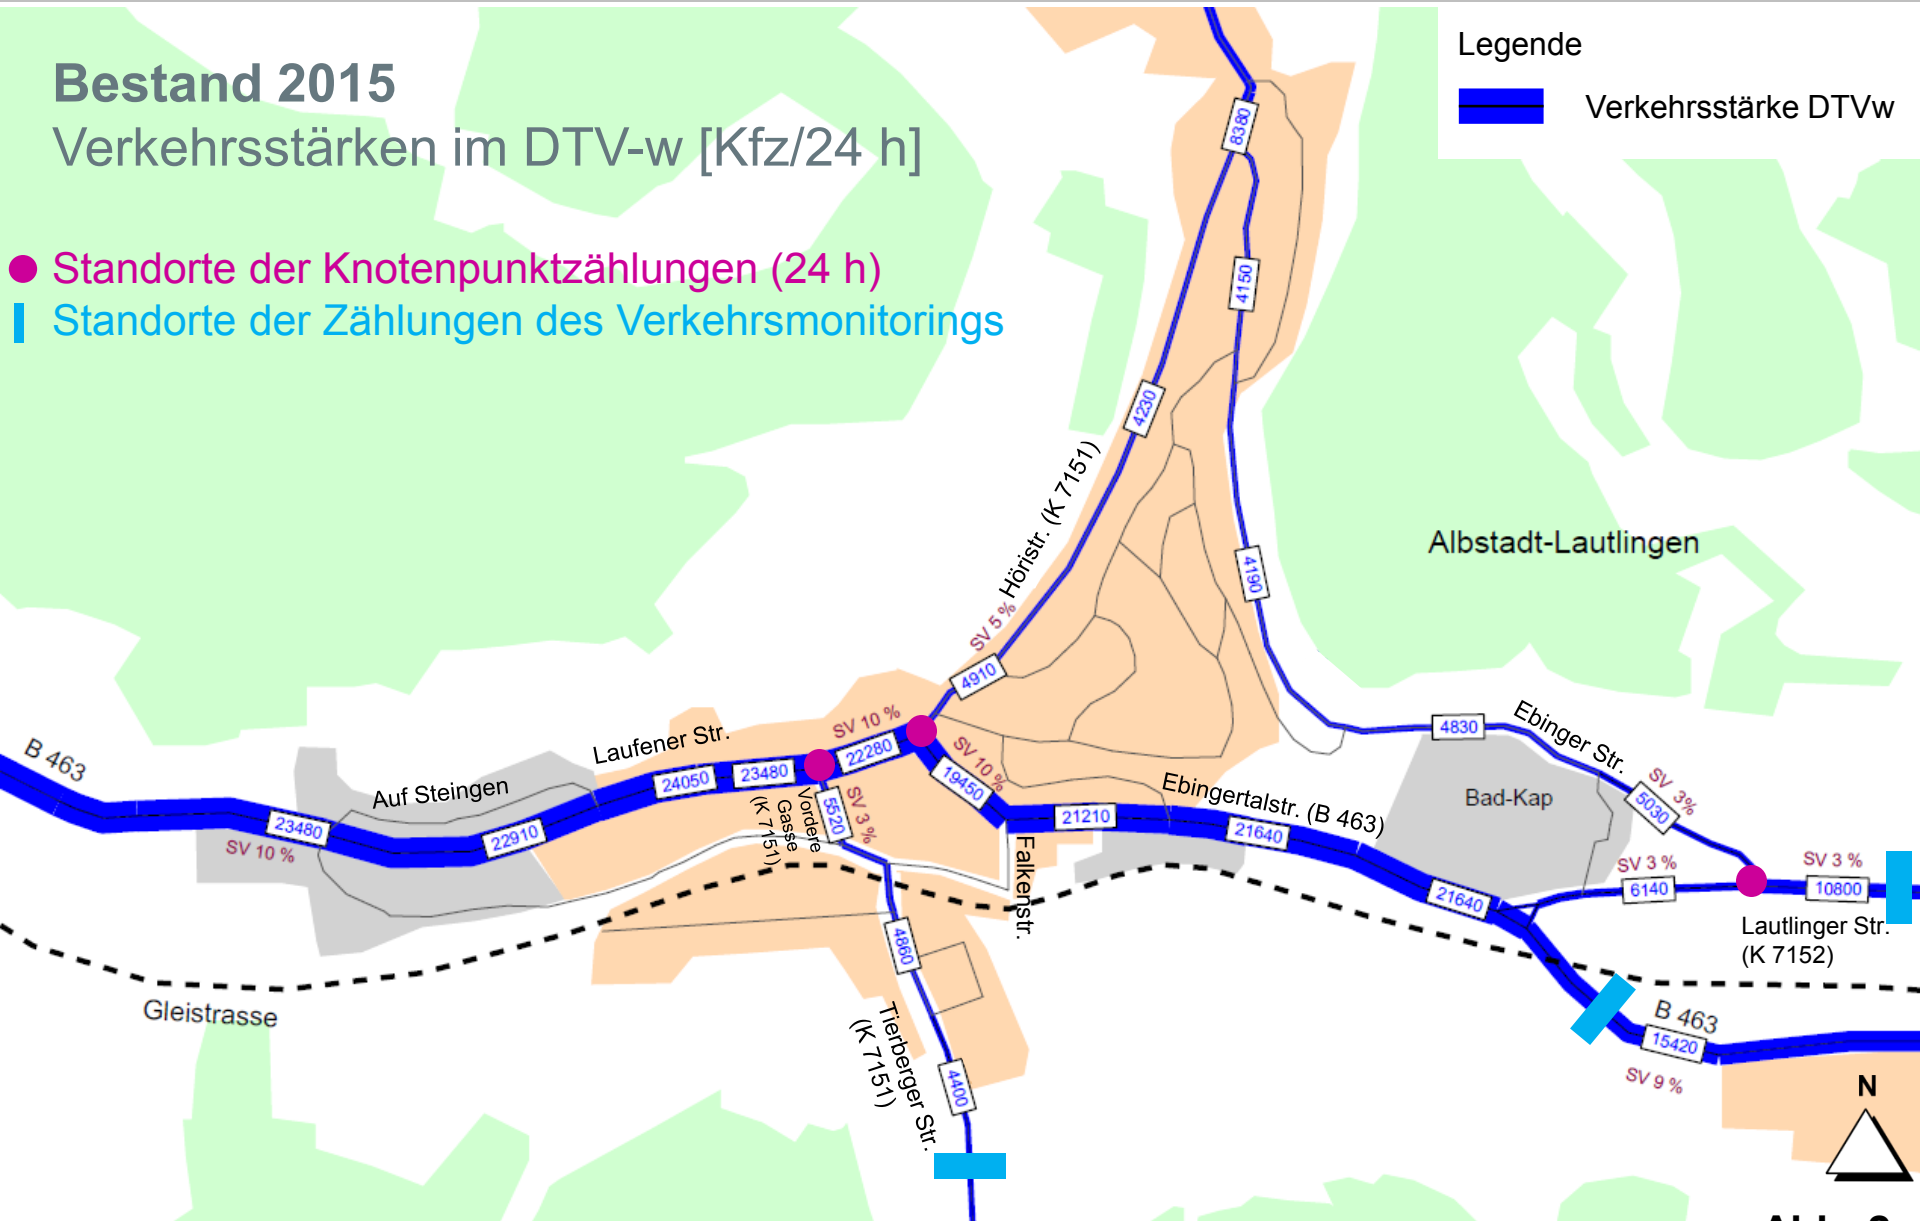 Bestand 2015
Verkehrsstärken im DTV-w [Kfz/24 h]
Standorte der Knotenpunktzählungen (24 h)
Standorte der Zählungen des Verkehrsmonitorings
Legende
Verkehrsstärke DTVw
8380
4150
4230
Höristr. (K 7151)
4190
Albstadt-Lautlingen
SV 5 %
4910
SV 10 %
22280
Laufener Str.
24050
23480
B 463
Auf Steingen
23480
SV 10 %
22910
Vordere
Gasse
(K 7151)
5520
SV 3 %
SV 10 %
19450
Falkenstr.
21210
Ebingertalstr. (B 463)
21640
21640
4830
Ebinger Str.
Bad-Kap
SV 3%
5030
SV 3 %
6140
SV 3 %
10800
Lautlinger Str.
(K 7152)
4860
Tierberger Str.
(K 7151)
4400
Gleistrasse
B 463
15420
SV 9 %
N